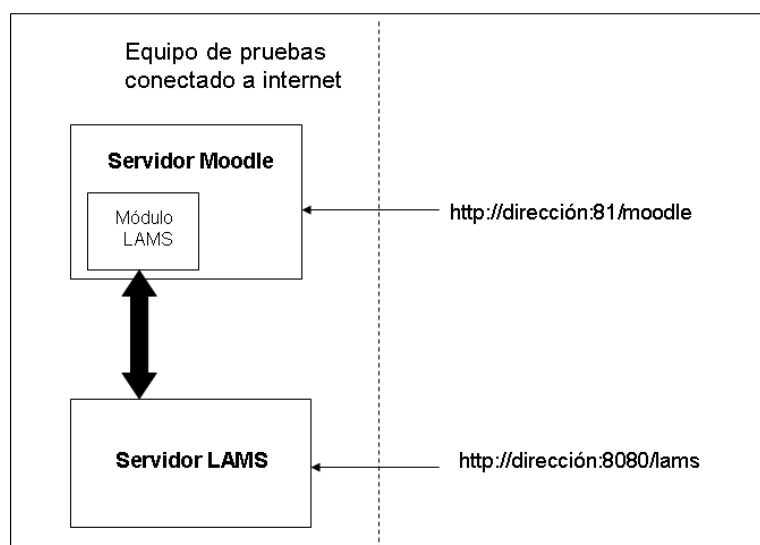 Equipo de pruebas
conectado a internet
Servidor Moodle
Módulo
LAMS
http://dirección:81/moodle
Servidor LAMS
http://dirección:8080/lams